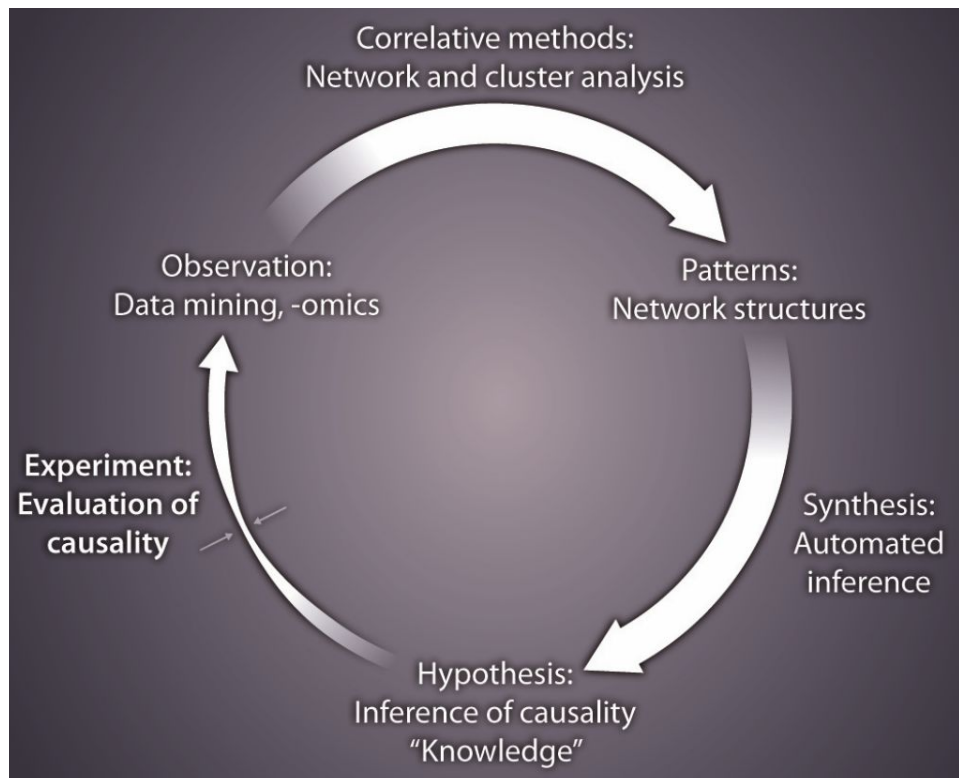 Correlative methods:
Network and cluster analysis
Observation:
Data mining, -omics
Patterns:
Network structures
Experiment:
Evaluation of
causality
Synthesis:
Automated
inference
Hypothesis:
Inference of causality
“Knowledge”